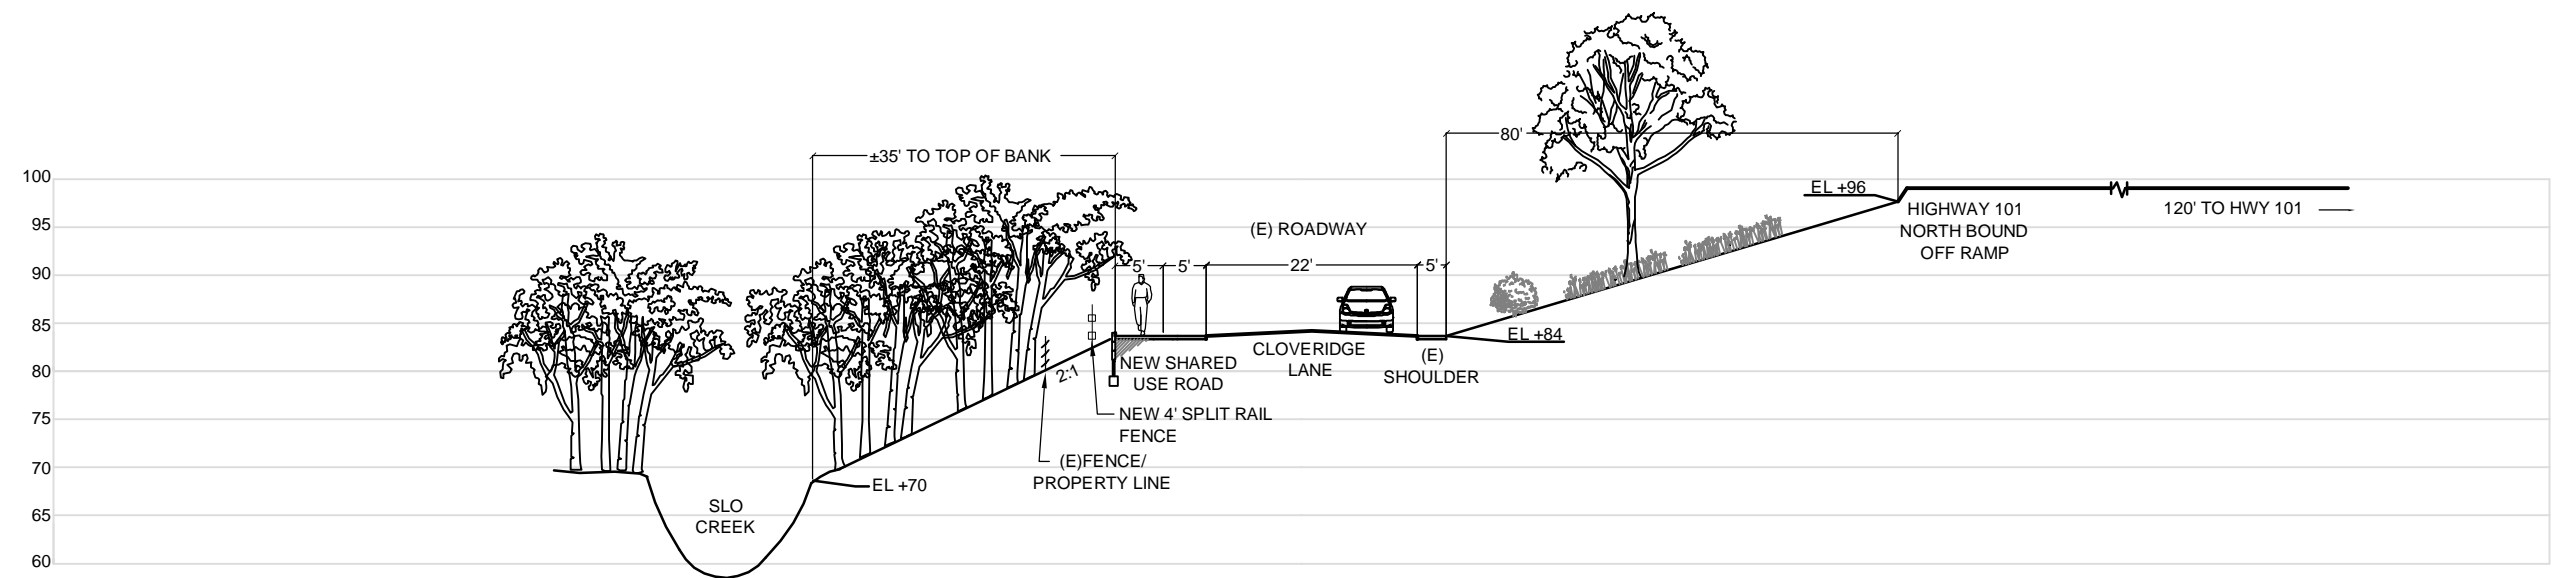 80'
±35' TO TOP OF BANK
100
95
90
85
80
75
70
65
60
EL +96
HIGHWAY 101
NORTH BOUND
OFF RAMP
120' TO HWY 101
(E) ROADWAY
5'
5'
22'
5'
EL +84
CLOVERIDGE
LANE
(E)
SHOULDER
NEW SHARED
USE ROAD
2:1
NEW 4' SPLIT RAIL
FENCE
(E)FENCE/
PROPERTY LINE
EL +70
SLO
CREEK